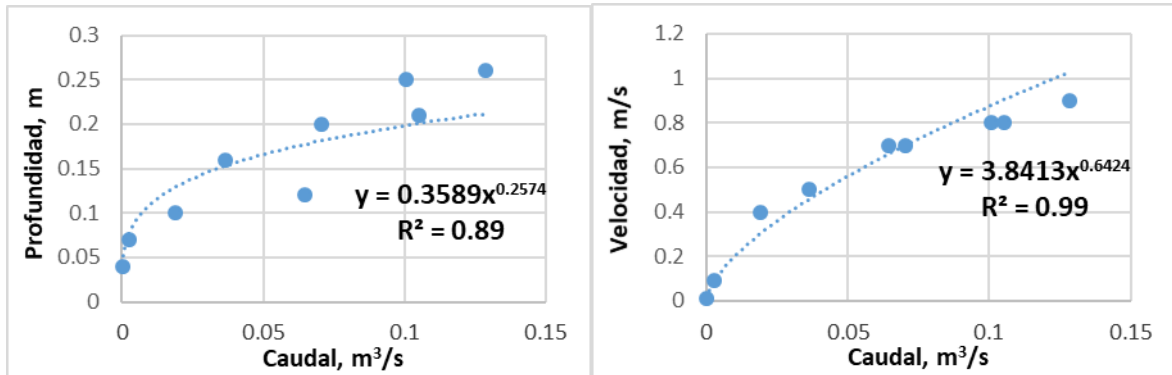 Profundidad, m
0.3
0.25
0.2
0.15
0.1
0.05
0
y = 0.3589x^0.2574
R² = 0.89
0 0.05 0.1 0.15
Caudal, m³/s
Velocidad, m/s
1.2
1
0.8
0.6
0.4
0.2
0
y = 3.8413x^0.6424
R² = 0.99
0 0.05 0.1 0.15
Caudal, m³/s